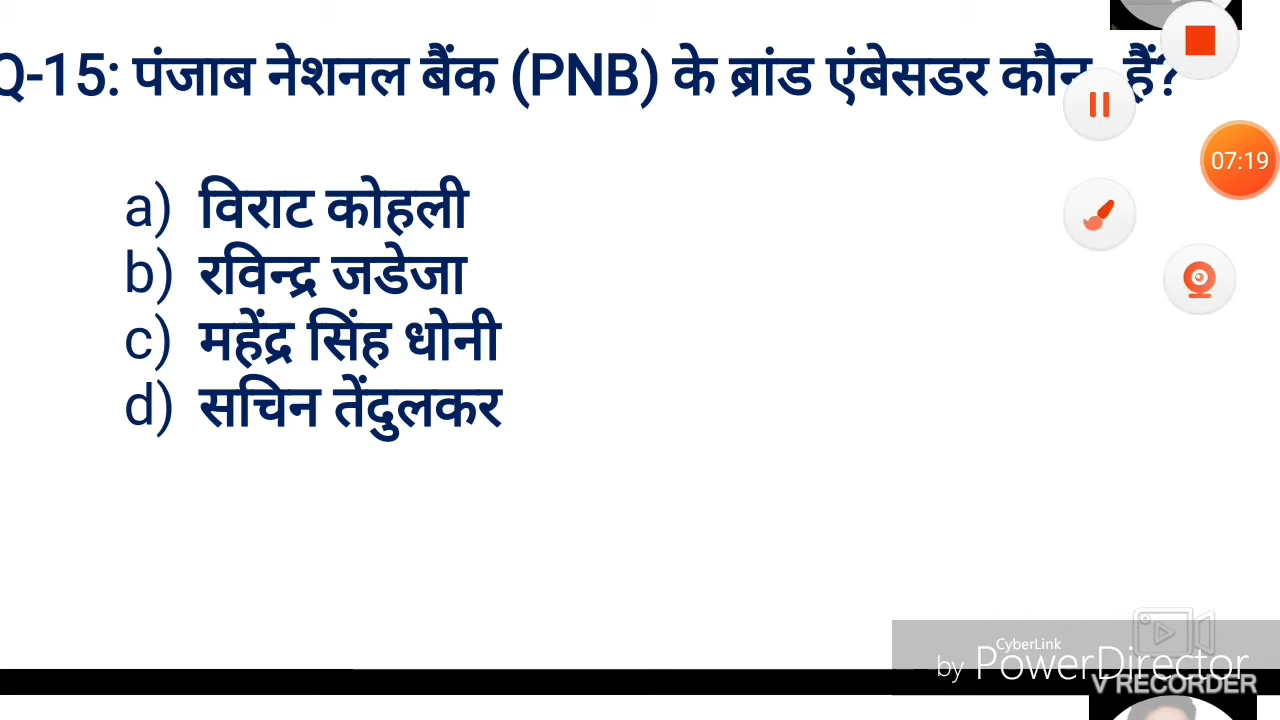 Q-15: पंजाब नेशनल बैंक (PNB) के ब्रांड एंबेसडर कौन हैं?
07:19
a) विराट कोहली
b) रविन्द्र जडेजा
c) महेंद्र सिंह धोनी
d) सचिन तेंदुलकर
CyberLink
by PowerDirector
V RECORDER